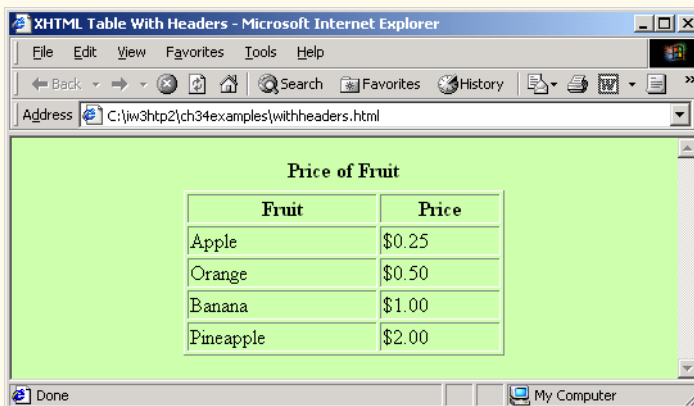 XHTML Table With Headers - Microsoft Internet Explorer
File Edit View Favorites Tools Help
Back Search Favorites History »
Address C:\iw3htp2\ch34examples\withheaders.html
Price of Fruit
Fruit Price
Apple $0.25
Orange $0.50
Banana $1.00
Pineapple $2.00
Done My Computer